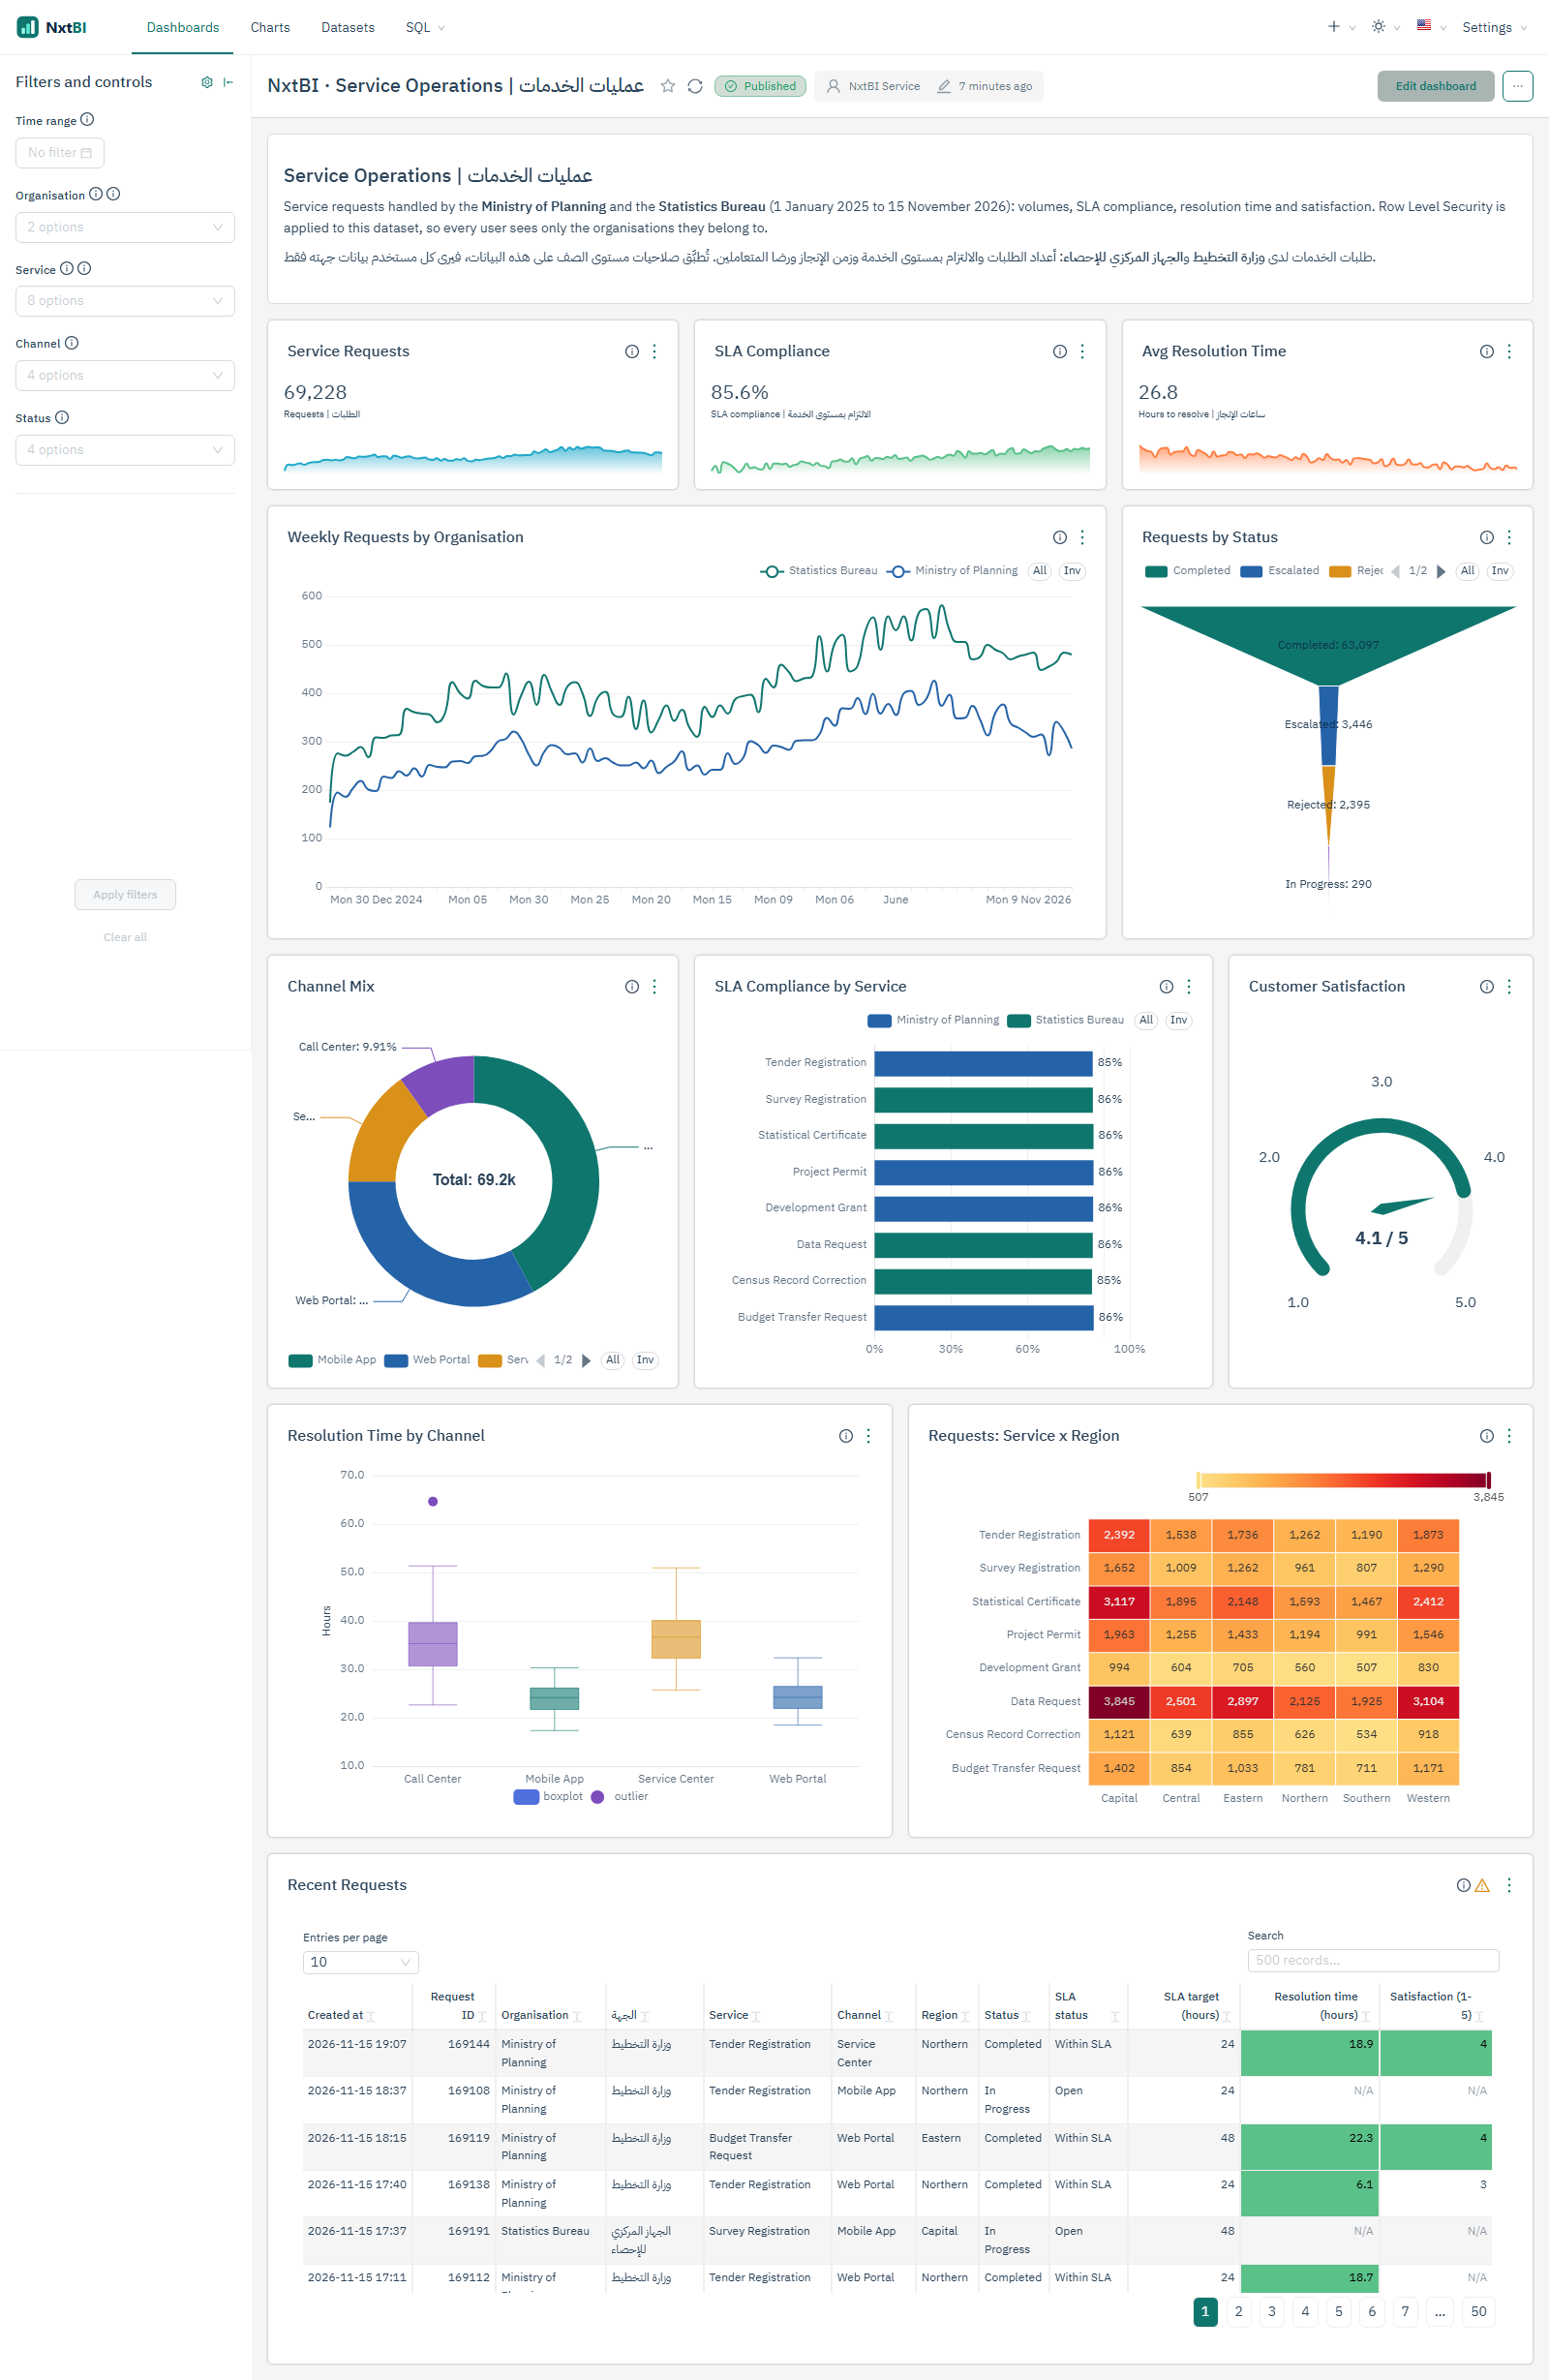 NxtBI
Dashboards
Charts
Datasets
SQL
Settings
Filters and controls
Time range
No filter
Organisation
2 options
Service
8 options
Channel
4 options
Status
4 options
Apply filters
Clear all
NxtBI · Service Operations | عمليات الخدمات
Published
NxtBI Service
7 minutes ago
Edit dashboard
...
Service Operations | عمليات الخدمات
Service requests handled by the Ministry of Planning and the Statistics Bureau (1 January 2025 to 15 November 2026): volumes, SLA compliance, resolution time and satisfaction. Row Level Security is
applied to this dataset, so every user sees only the organisations they belong to.
طلبات الخدمات لدى وزارة التخطيط والجهاز المركزي للإحصاء: أعداد الطلبات والالتزام بمستوى الخدمة وزمن الإنجاز ورضا المتعاملين. تُطبَّق صلاحيات مستوى الصف على هذه البيانات، فيرى كل مستخدم بيانات جهته فقط.
Service Requests
69,228
Requests | الطلبات
SLA Compliance
85.6%
SLA compliance | الالتزام بمستوى الخدمة
Avg Resolution Time
26.8
Hours to resolve | ساعات الإنجاز
Weekly Requests by Organisation
Statistics Bureau
Ministry of Planning
All
Inv
600
500
400
300
200
100
0
Mon 30 Dec 2024
Mon 05
Mon 30
Mon 25
Mon 20
Mon 15
Mon 09
Mon 06
June
Mon 9 Nov 2026
Requests by Status
Completed
Escalated
Rejec
1/2
All
Inv
Completed: 63,097
Escalated: 3,446
Rejected: 2,395
In Progress: 290
Channel Mix
Call Center: 9.91%
Se...
...
Total: 69.2k
Web Portal: ...
Mobile App
Web Portal
Serv
1/2
All
Inv
SLA Compliance by Service
Ministry of Planning
Statistics Bureau
All
Inv
Tender Registration 85%
Survey Registration 86%
Statistical Certificate 86%
Project Permit 86%
Development Grant 86%
Data Request 86%
Census Record Correction 85%
Budget Transfer Request 86%
0% 30% 60% 100%
Customer Satisfaction
3.0
2.0
4.0
4.1 / 5
1.0
5.0
Resolution Time by Channel
70.0
60.0
50.0
40.0
30.0
20.0
10.0
Hours
Call Center
Mobile App
Service Center
Web Portal
boxplot
outlier
Requests: Service x Region
507
3,845
Tender Registration 2,392 1,538 1,736 1,262 1,190 1,873
Survey Registration 1,652 1,009 1,262 961 807 1,290
Statistical Certificate 3,117 1,895 2,148 1,593 1,467 2,412
Project Permit 1,963 1,255 1,433 1,194 991 1,546
Development Grant 994 604 705 560 507 830
Data Request 3,845 2,501 2,897 2,125 1,925 3,104
Census Record Correction 1,121 639 855 626 534 918
Budget Transfer Request 1,402 854 1,033 781 711 1,171
Capital Central Eastern Northern Southern Western
Recent Requests
Entries per page
10
Search
500 records...
Created at
Request ID
Organisation
الجهة
Service
Channel
Region
Status
SLA status
SLA target (hours)
Resolution time (hours)
Satisfaction (1-5)
2026-11-15 19:07 169144 Ministry of Planning وزارة التخطيط Tender Registration Service Center Northern Completed Within SLA 24 18.9 4
2026-11-15 18:37 169108 Ministry of Planning وزارة التخطيط Tender Registration Mobile App Northern In Progress Open 24 N/A N/A
2026-11-15 18:15 169119 Ministry of Planning وزارة التخطيط Budget Transfer Request Web Portal Eastern Completed Within SLA 48 22.3 4
2026-11-15 17:40 169138 Ministry of Planning وزارة التخطيط Tender Registration Web Portal Northern Completed Within SLA 24 6.1 3
2026-11-15 17:37 169191 Statistics Bureau الجهاز المركزي للإحصاء Survey Registration Mobile App Capital In Progress Open 48 N/A N/A
2026-11-15 17:11 169112 Ministry of وزارة التخطيط Tender Registration Web Portal Northern Completed Within SLA 24 18.7 N/A
1 2 3 4 5 6 7 ... 50